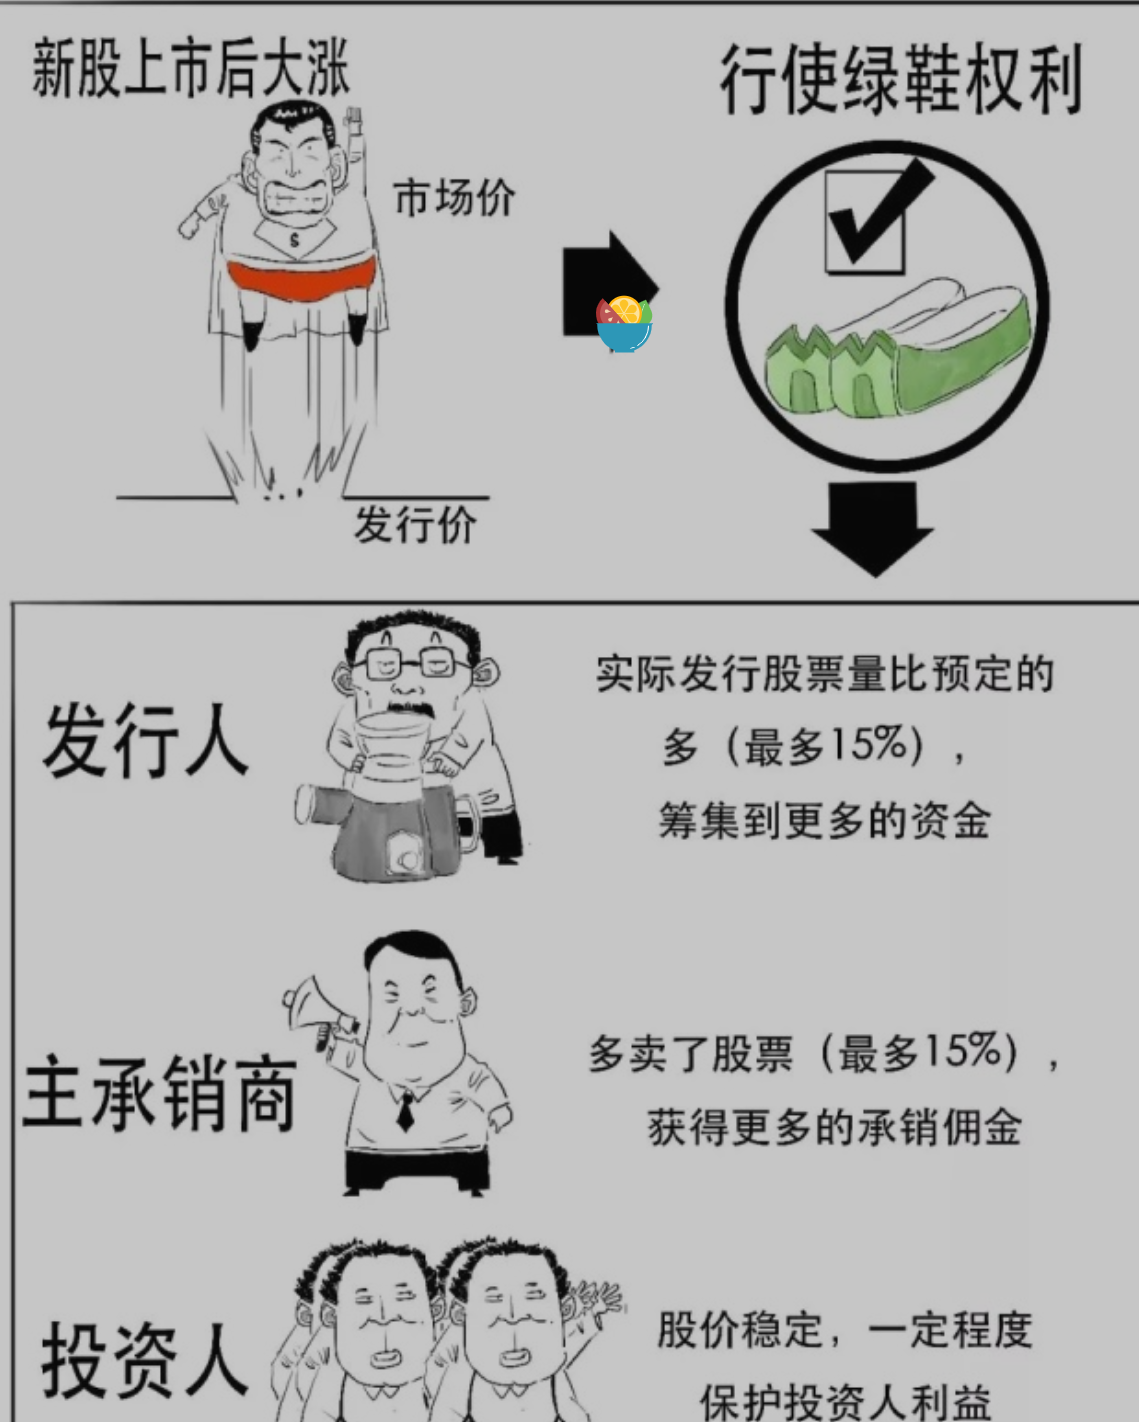 新股上市后大涨
行使绿鞋权利
市场价
$
发行价
发行人
实际发行股票量比预定的
多（最多15%），
筹集到更多的资金
主承销商
多卖了股票（最多15%），
获得更多的承销佣金
投资人
股价稳定，一定程度
保护投资人利益